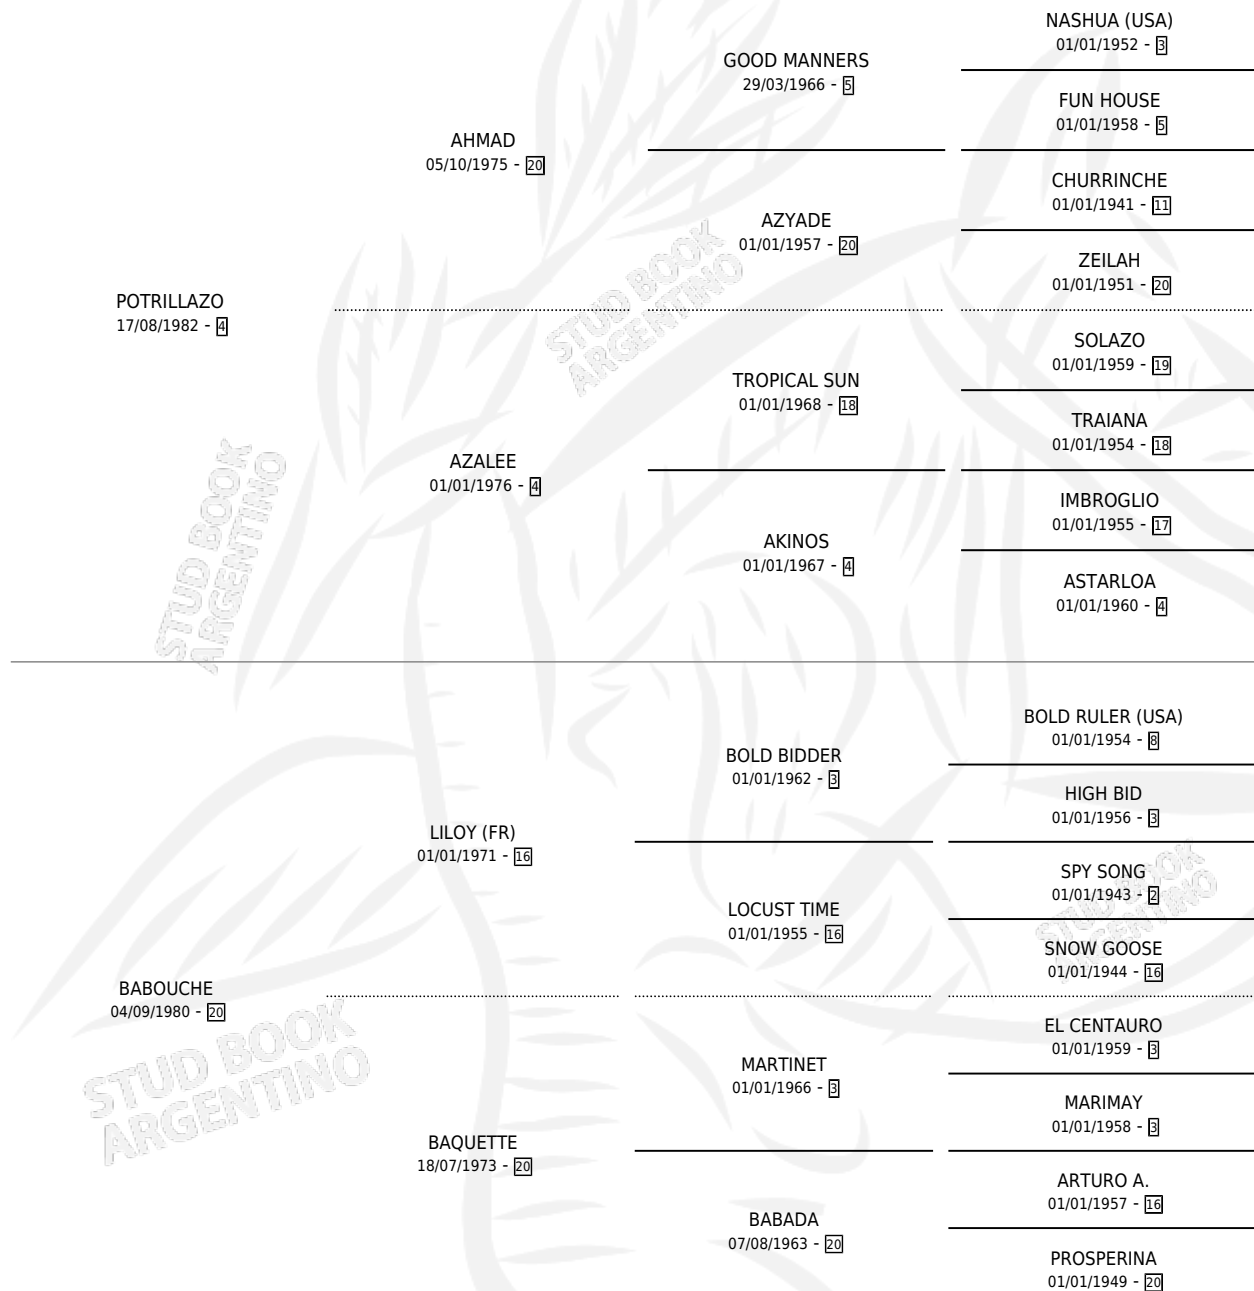 NASHUA (USA)
01/01/1952 - 3
GOOD MANNERS
29/03/1966 - 5
FUN HOUSE
01/01/1958 - 5
AHMAD
05/10/1975 - 20
CHURRINCHE
01/01/1941 - 11
AZYADE
01/01/1957 - 20
ZEILAH
01/01/1951 - 20
POTRILLAZO
17/08/1982 - 4
STUD BOOK
ARGENTINO
SOLAZO
01/01/1959 - 19
TROPICAL SUN
01/01/1968 - 18
TRAIANA
01/01/1954 - 18
AZALEE
01/01/1976 - 4
STUD BOOK
ARGENTINO
IMBROGLIO
01/01/1955 - 17
AKINOS
01/01/1967 - 4
ASTARLOA
01/01/1960 - 4
BOLD RULER (USA)
01/01/1954 - 8
BOLD BIDDER
01/01/1962 - 3
HIGH BID
01/01/1956 - 3
LILOY (FR)
01/01/1971 - 16
SPY SONG
01/01/1943 - 2
STUD BOOK
ARGENTINO
LOCUST TIME
01/01/1955 - 16
SNOW GOOSE
01/01/1944 - 16
BABOUCHE
04/09/1980 - 20
STUD BOOK
ARGENTINO
EL CENTAURO
01/01/1959 - 3
MARTINET
01/01/1966 - 3
MARIMAY
01/01/1958 - 3
BAQUETTE
18/07/1973 - 20
ARTURO A.
01/01/1957 - 16
BABADA
07/08/1963 - 20
PROSPERINA
01/01/1949 - 20